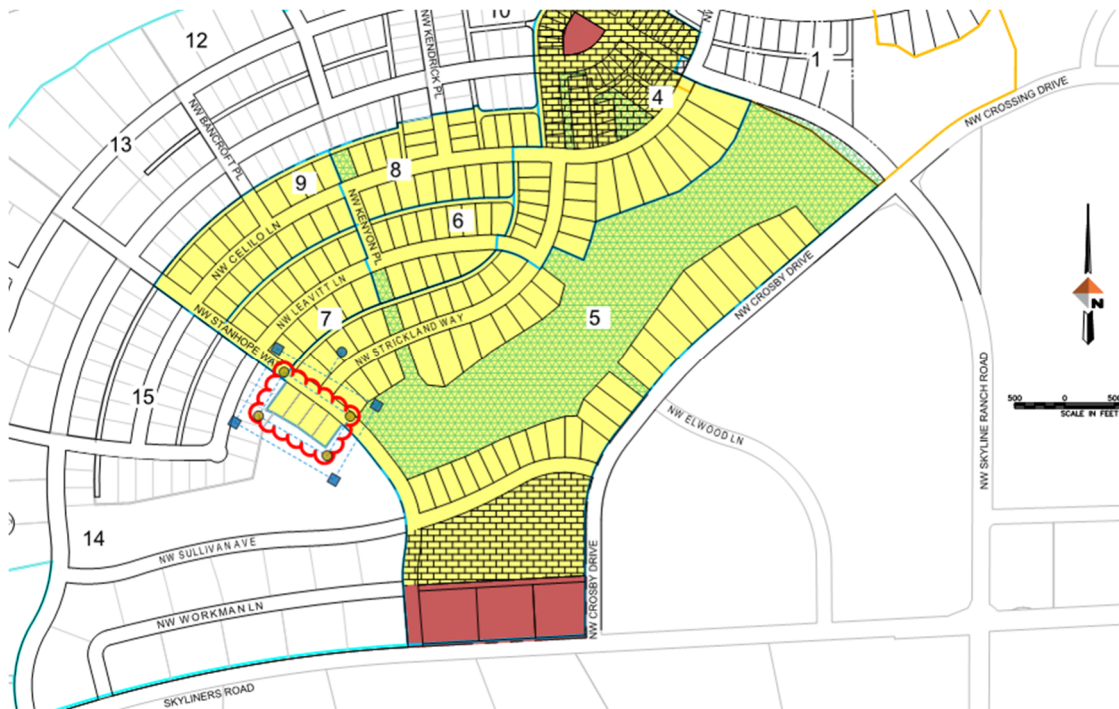 10
12
NW KENDRICK PL
NW
1
4
NW CROSSING DRIVE
NW BANCROFT PL
13
8
9
NW KENYON PL
6
NW CELILO LN
NW LEAVITT LN
NW CROSBY DRIVE
N
5
7
NW STRICKLAND WAY
NW STANHOPE WA
15
NW SKYLINE RANCH ROAD
500 0 500
SCALE IN FEET
NW ELWOOD LN
14
NW SULLIVAN AVE
NW CROSBY DRIVE
NW WORKMAN LN
SKYLINERS ROAD